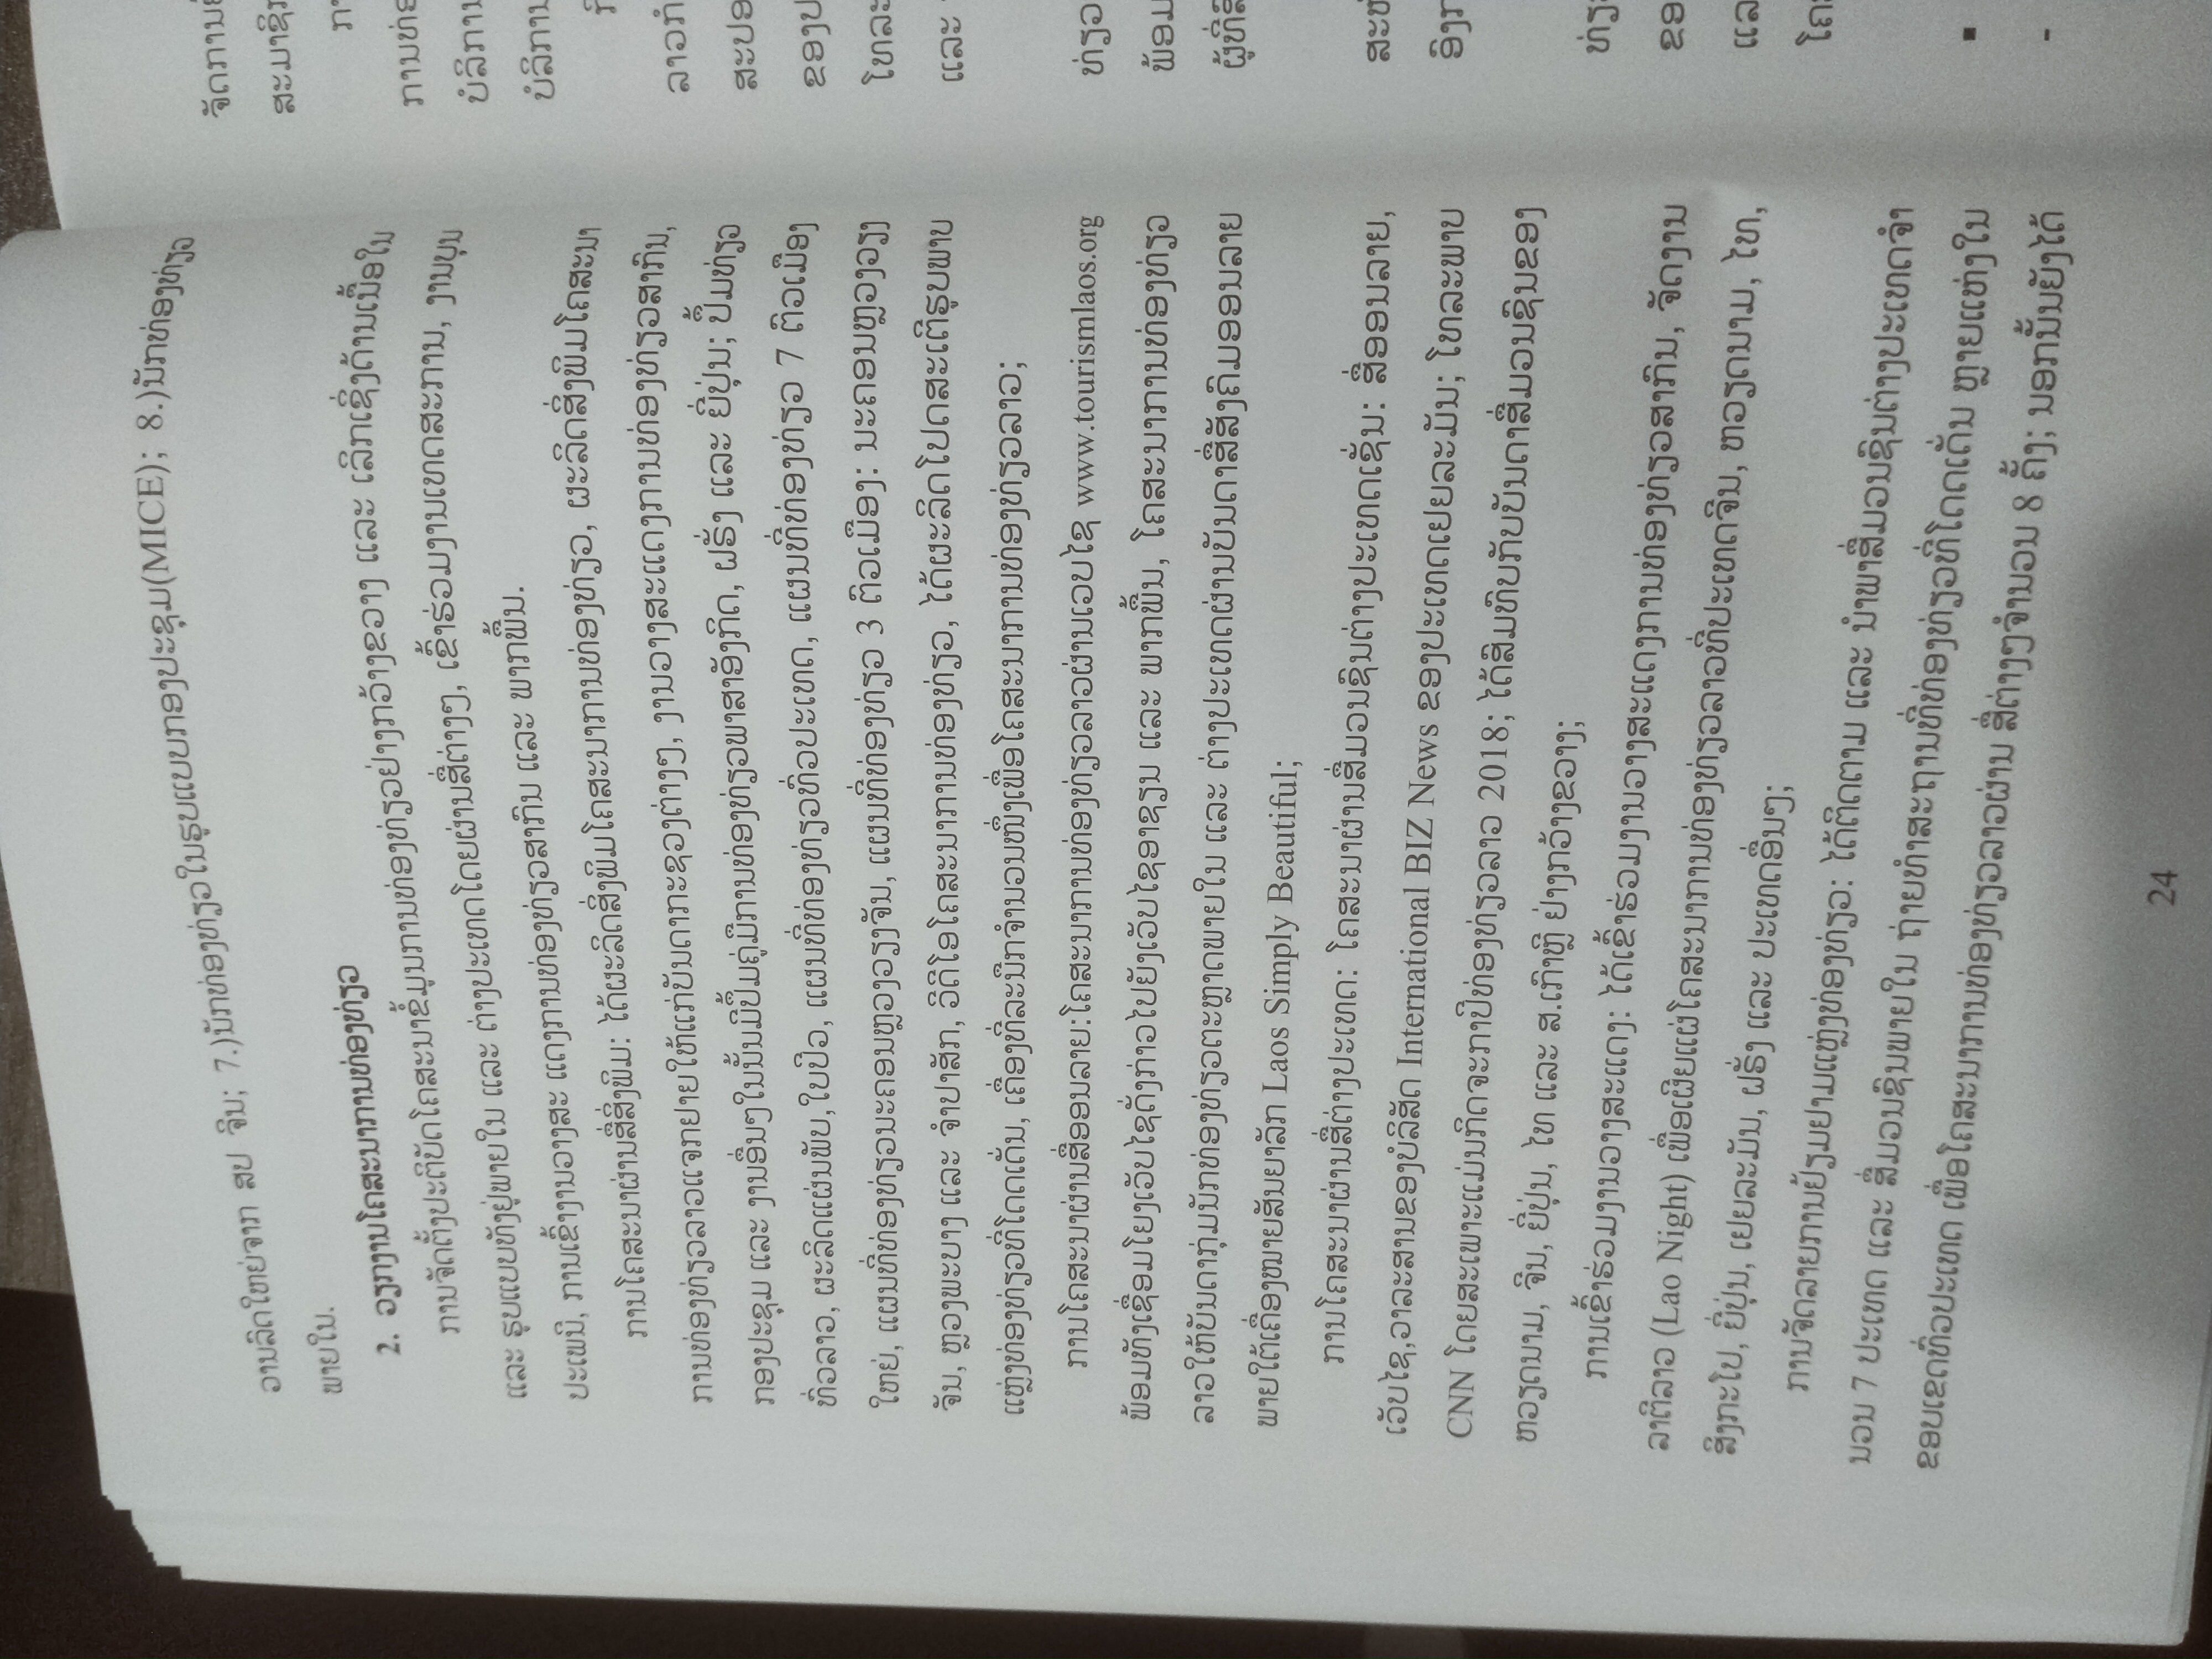 ວານລິດໃຫຍ່ຈາກ ສປ ຈີນ; 7.)ນັກທ່ອງທ່ຽວໃນຮູບແບບກອງປະຊຸມ(MICE); 8.)ນັກທ່ອງທ່ຽວ
ພາຍໃນ.
2. ວຽກງານໂຄສະນາການທ່ອງທ່ຽວ
ການຈັດຕັ້ງປະຕິບັດໂຄສະນາຂໍ້ມູນການທ່ອງທ່ຽວຢ່າງກວ້າງຂວາງ ແລະ ເລິກເຊິ່ງດ້ານເນື້ອໃນ
ແລະ ຮູບແບບທັງຢູ່ພາຍໃນ ແລະ ຕ່າງປະເທດໂດຍຜ່ານສື່ຕ່າງໆ, ເຂົ້າຮ່ວມງານເທດສະການ, ງານບຸນ
ປະເພນີ, ການເຂົ້າງານວາງສະ ແດງການທ່ອງທ່ຽວສາກົນ ແລະ ພາກພື້ນ.
ການໂຄສະນາຜ່ານສື່ສິ່ງພິມ: ໄດ້ຜະລິດສິ່ງພິມໂຄສະນາການທ່ອງທ່ຽວ, ຜະລິດສິ່ງພິມໂຄສະນາ
ການທ່ອງທ່ຽວລາວແຈກຢາຍໃຫ້ແກ່ບັນດາກະຊວງຕ່າງໆ, ງານວາງສະແດງການທ່ອງທ່ຽວສາກົນ,
ກອງປະຊຸມ ແລະ ງານອື່ນໆໃນນັ້ນມີປຶ້ມຄູ່ມືການທ່ອງທ່ຽວພາສາອັງກິດ, ຝຣັ່ງ ແລະ ຍີ່ປຸ່ນ; ປຶ້ມທ່ຽວ
ທົ່ວລາວ, ຜະລິດແຜ່ນພັບ,ໃບປິວ, ແຜນທີ່ທ່ອງທ່ຽວທົ່ວປະເທດ, ແຜນທີ່ທ່ອງທ່ຽວ 7 ຕົວເມືອງ
ໃຫຍ່, ແຜນທີ່ທ່ອງທ່ຽວນະຄອນຫຼວງວຽງຈັນ, ແຜນທີ່ທ່ອງທ່ຽວ 3 ຕົວເມືອງ: ນະຄອນຫຼວງວຽງ
ຈັນ, ຫຼວງພະບາງ ແລະ ຈໍາປາສັກ, ວີດີໂອໂຄສະນາການທ່ອງທ່ຽວ, ໄດ້ຜະລິດໂປດສະເຕີຮູບພາບ
ແຫຼ່ງທ່ອງທ່ຽວທີ່ໂດດເດັ່ນ, ເຄື່ອງທີ່ລະນຶກຈໍານວນໜຶ່ງເພື່ອໂຄສະນາການທ່ອງທ່ຽວລາວ;
ການໂຄສະນາຜ່ານສື່ອອນລາຍ:ໂຄສະນາການທ່ອງທ່ຽວລາວຜ່ານເວບໄຊ www.tourismlaos.org
ພ້ອມທັງເຊື່ອມໂຍງເວັບໄຊດັ່ງກ່າວໄປຍັງເວັບໄຊອາຊຽນ ແລະ ພາກພື້ນ, ໂຄສະນາການທ່ອງທ່ຽວ
ລາວໃຫ້ບັນດາກຸ່ມນັກທ່ອງທ່ຽວຕະຫຼາດພາຍໃນ ແລະ ຕ່າງປະເທດຜ່ານບັນດາສື່ສັງຄົມອອນລາຍ
ພາຍໃຕ້ເຄື່ອງໝາຍສັນຍາລັກ Laos Simply Beautiful;
ການໂຄສະນາຜ່ານສື່ຕ່າງປະເທດ: ໂຄສະນາຜ່ານສື່ມວນຊົນຕ່າງປະເທດເຊັ່ນ: ສື່ອອນລາຍ,
ເວັບໄຊ,ວາລະສານຂອງບໍລິສັດ International BIZ News ຂອງປະເທດເຢຍລະມັນ; ໂທລະພາບ
CNN ໂດຍສະເພາະແມ່ນກິດຈະກໍາປີທ່ອງທ່ຽວລາວ 2018; ໄດ້ສົມທົບກັບບັນດາສື່ມວນຊົນຂອງ
ຫວຽດນາມ, ຈີນ, ຍີ່ປຸ່ນ, ໄທ ແລະ ສ.ເກົາຫຼີ ຢ່າງກວ້າງຂວາງ;
ການເຂົ້າຮ່ວມງານວາງສະແດງ: ໄດ້ເຂົ້າຮ່ວມງານວາງສະແດງການທ່ອງທ່ຽວສາກົນ, ຈັດງານ
ລາຕີລາວ (Lao Night) ເພື່ອເຜີຍແຜ່ໂຄສະນາການທ່ອງທ່ຽວລາວທີ່ປະເທດຈີນ, ຫວຽດນາມ, ໄທ,
ສິງກະໂປ, ຍີ່ປຸ່ນ, ເຢຍລະມັນ, ຝຣັ່ງ ແລະ ປະເທດອື່ນໆ;
ການຈັດລາຍການຢ້ຽມຢາມແຫຼ່ງທ່ອງທ່ຽວ: ໄດ້ຕິດຕາມ ແລະ ນໍາພາສື່ມວນຊົນຕ່າງປະເທດຈໍາ
ນວນ 7 ປະເທດ ແລະ ສື່ມວນຊົນພາຍໃນ ຖ່າຍທໍາສະຖານທີ່ທ່ອງທ່ຽວທີ່ໂດດເດັ່ນ ຫຼາຍແຫ່ງໃນ
ຂອບເຂດທົ່ວປະເທດ ເພື່ອໂຄສະນາການທ່ອງທ່ຽວລາວຜ່ານ ສື່ຕ່າງໆຈໍານວນ 8 ຄັ້ງ; ນອກນັ້ນຍັງໄດ້
24